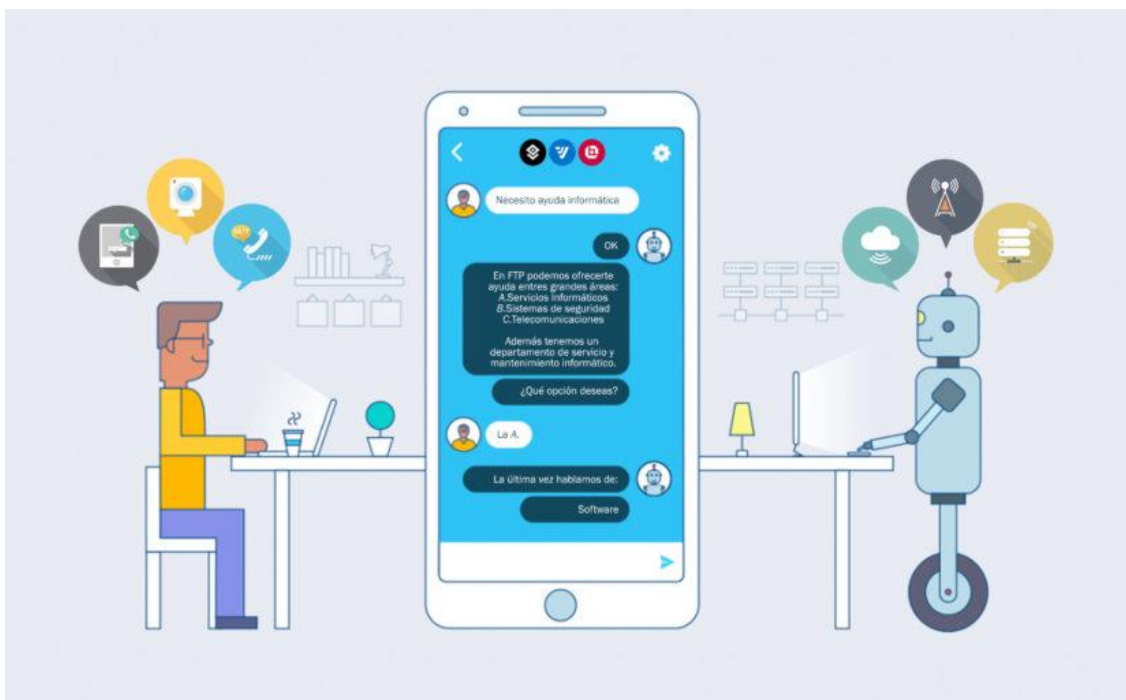 Necesito ayuda informática
OK
En FTP podemos ofrecerte
ayuda entres grandes áreas:
A.Servicios Informáticos
B.Sistemas de seguridad
C.Telecomunicaciones
Además tenemos un
departamento de servicio y
mantenimiento informático.
¿Qué opción deseas?
La A.
La última vez hablamos de:
Software